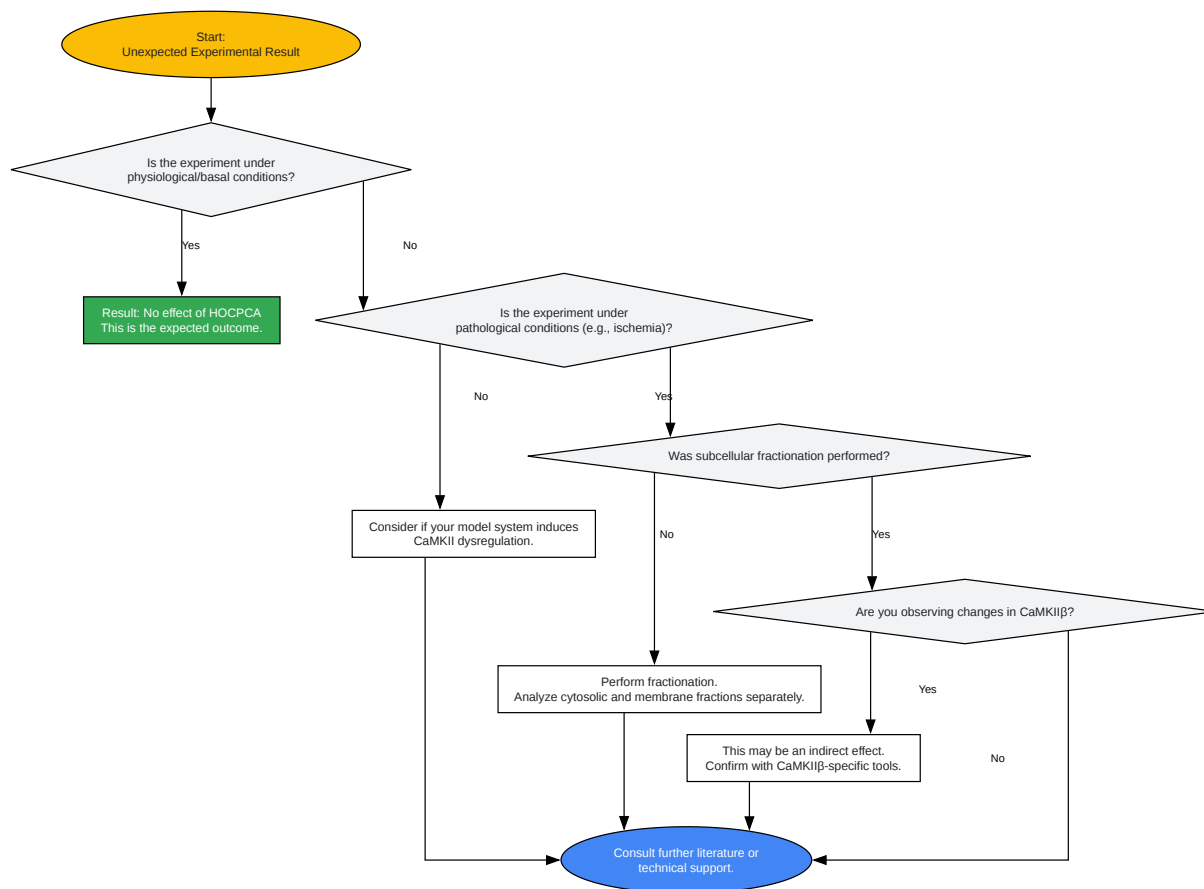 Start:
Unexpected Experimental Result
Is the experiment under
physiological/basal conditions?
Yes
No
Result: No effect of HOCPCA
This is the expected outcome.
Is the experiment under
pathological conditions (e.g., ischemia)?
No
Yes
Was subcellular fractionation performed?
Consider if your model system induces
CaMKII dysregulation.
No
Yes
Are you observing changes in CaMKIIβ?
Perform fractionation.
Analyze cytosolic and membrane fractions separately.
Yes
This may be an indirect effect.
Confirm with CaMKIIβ-specific tools.
No
Consult further literature or
technical support.